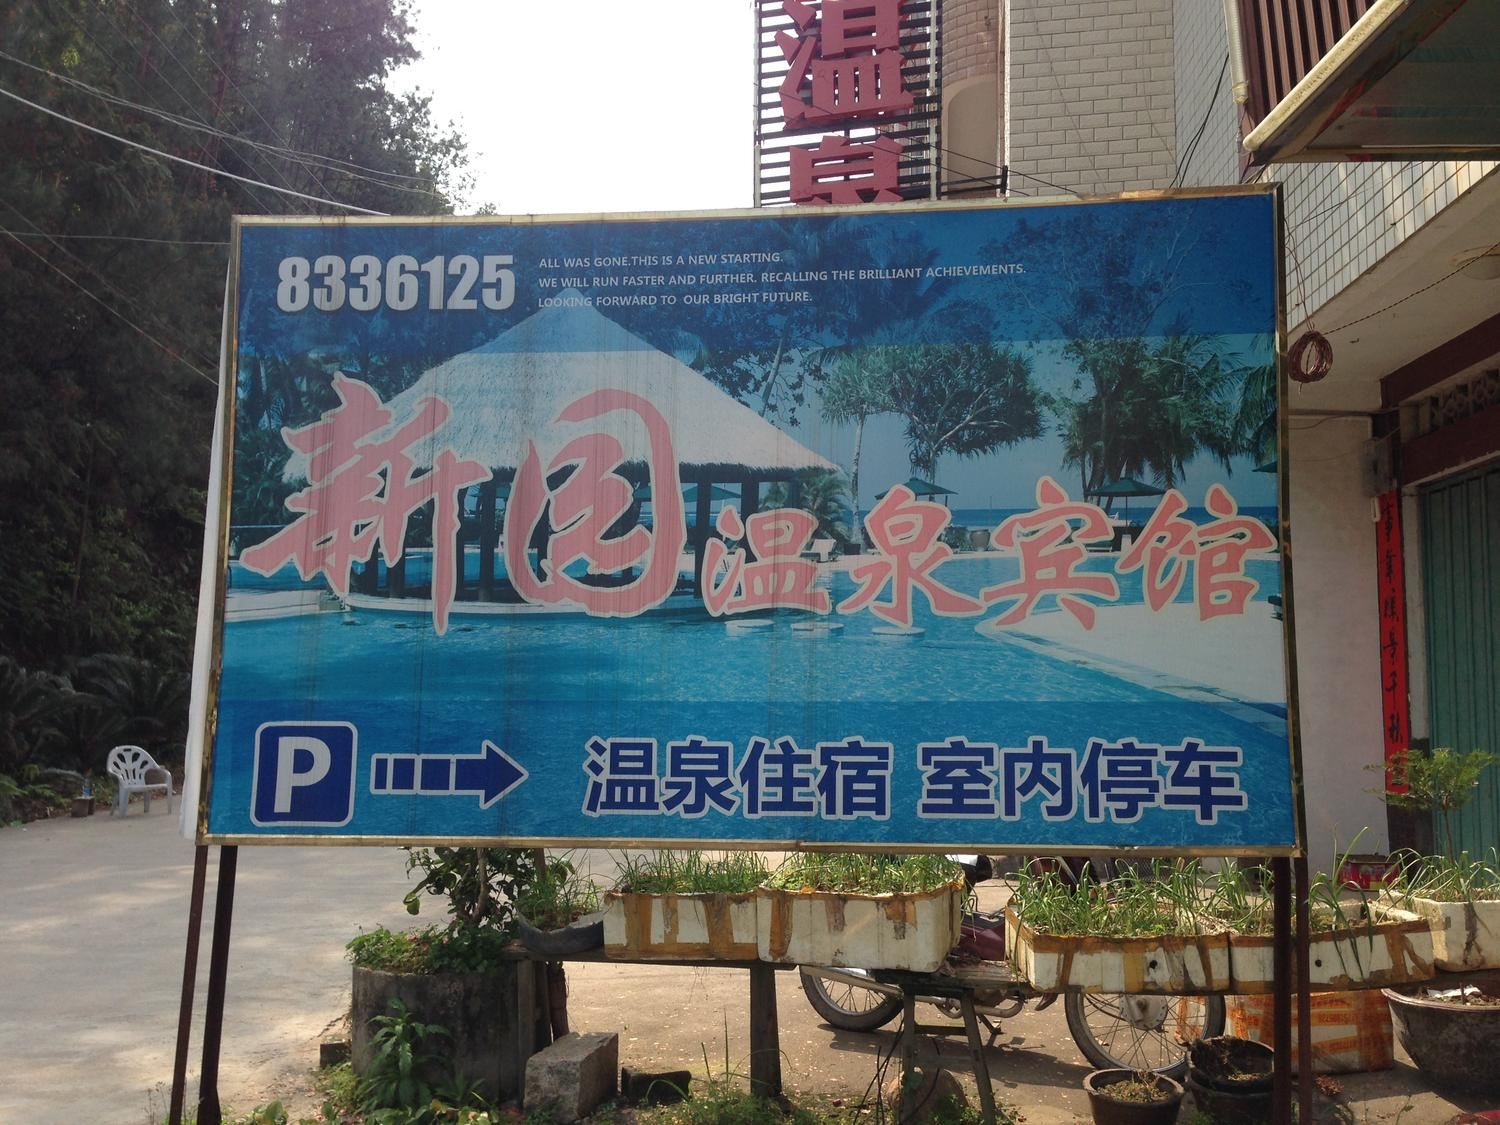 温泉
8336125
ALL WAS GONE.THIS IS A NEW STARTING.
WE WILL RUN FASTER AND FURTHER. RECALLING THE BRILLIANT ACHIEVEMENTS.
LOOKING FORWARD TO OUR BRIGHT FUTURE.
新园温泉宾馆
P 温泉住宿 室内停车